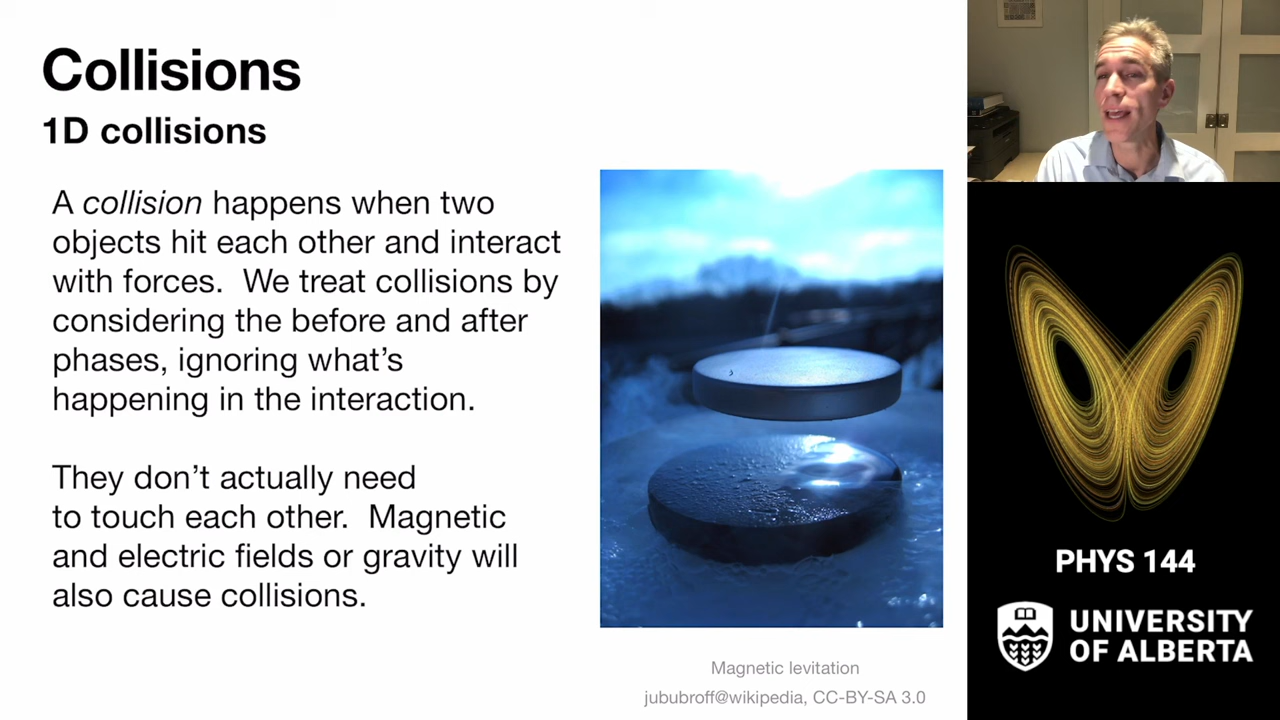 Collisions
1D collisions
A collision happens when two
objects hit each other and interact
with forces.  We treat collisions by
considering the before and after
phases, ignoring what’s
happening in the interaction.
They don’t actually need
to touch each other.  Magnetic
and electric fields or gravity will
also cause collisions.
Magnetic levitation
jububroff@wikipedia, CC-BY-SA 3.0
PHYS 144
UNIVERSITY
OF ALBERTA